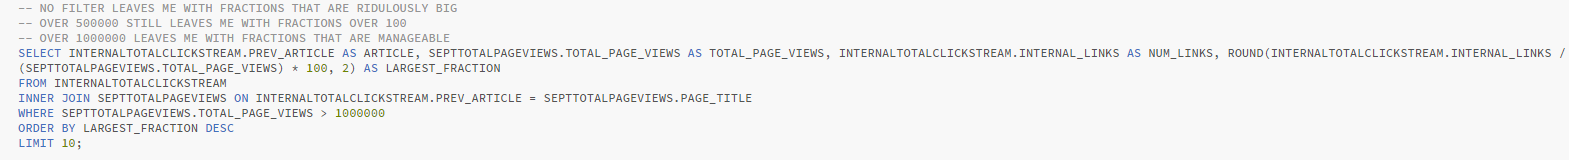 -- NO FILTER LEAVES ME WITH FRACTIONS THAT ARE RIDULOUSLY BIG
-- OVER 500000 STILL LEAVES ME WITH FRACTIONS OVER 100
-- OVER 1000000 LEAVES ME WITH FRACTIONS THAT ARE MANAGEABLE
SELECT INTERNALTOTALCLICKSTREAM.PREV_ARTICLE AS ARTICLE, SEPTTOTALPAGEVIEWS.TOTAL_PAGE_VIEWS AS TOTAL_PAGE_VIEWS, INTERNALTOTALCLICKSTREAM.INTERNAL_LINKS AS NUM_LINKS, ROUND(INTERNALTOTALCLICKSTREAM.INTERNAL_LINKS /
(SEPTTOTALPAGEVIEWS.TOTAL_PAGE_VIEWS) * 100, 2) AS LARGEST_FRACTION
FROM INTERNALTOTALCLICKSTREAM
INNER JOIN SEPTTOTALPAGEVIEWS ON INTERNALTOTALCLICKSTREAM.PREV_ARTICLE = SEPTTOTALPAGEVIEWS.PAGE_TITLE
WHERE SEPTTOTALPAGEVIEWS.TOTAL_PAGE_VIEWS > 1000000
ORDER BY LARGEST_FRACTION DESC
LIMIT 10;